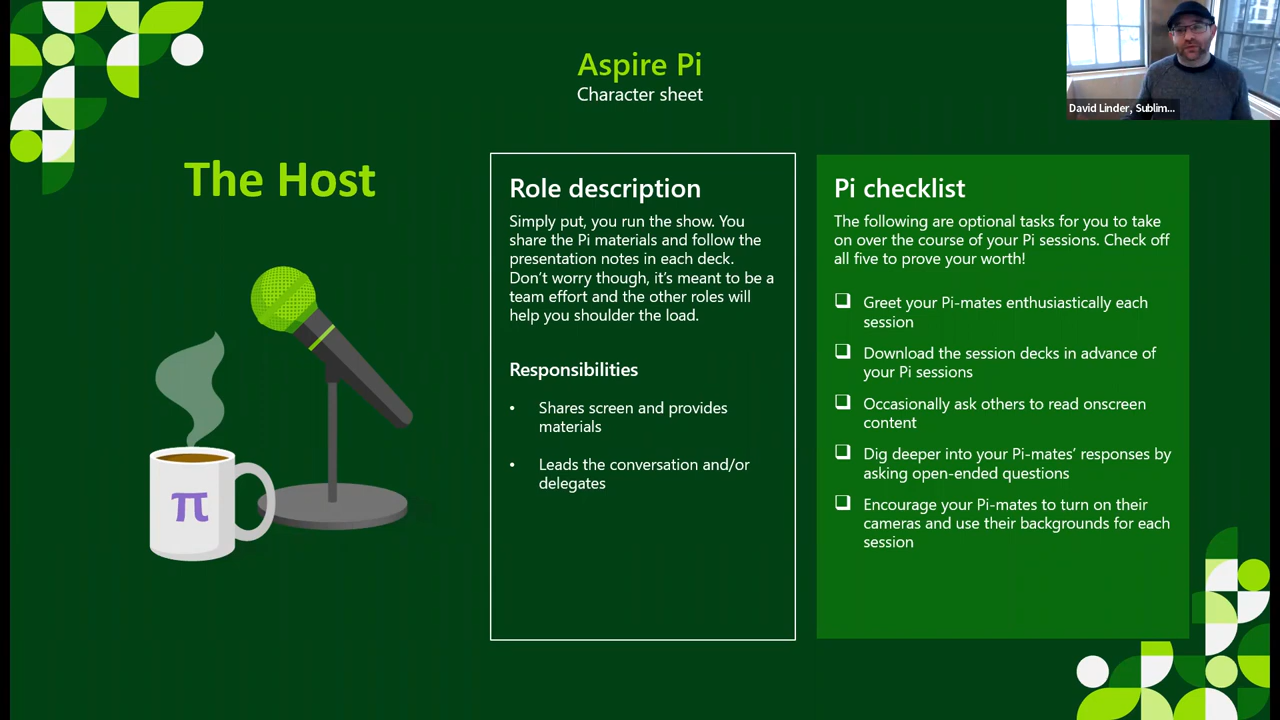 Aspire Pi
Character sheet
David Linder, Sublim...
The Host
π
Role description
Simply put, you run the show. You
share the Pi materials and follow the
presentation notes in each deck.
Don't worry though, it's meant to be a
team effort and the other roles will
help you shoulder the load.
Responsibilities
• Shares screen and provides
materials
• Leads the conversation and/or
delegates
Pi checklist
The following are optional tasks for you to take
on over the course of your Pi sessions. Check off
all five to prove your worth!
❑ Greet your Pi-mates enthusiastically each
session
❑ Download the session decks in advance of
your Pi sessions
❑ Occasionally ask others to read onscreen
content
❑ Dig deeper into your Pi-mates' responses by
asking open-ended questions
❑ Encourage your Pi-mates to turn on their
cameras and use their backgrounds for each
session